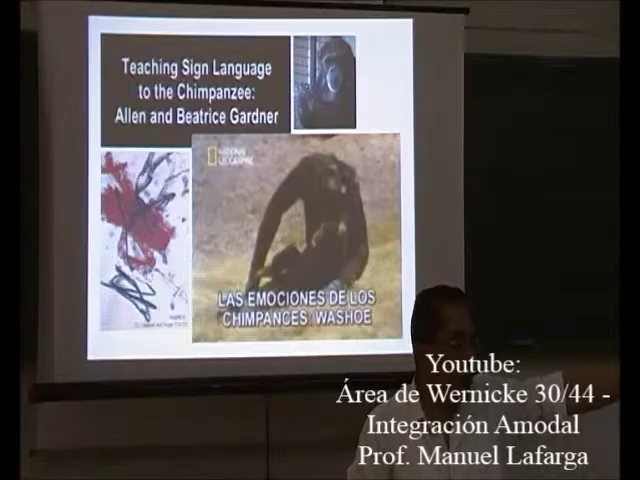 Teaching Sign Language
to the Chimpanzee:
Allen and Beatrice Gardner
NATIONAL
GEOGRAPHIC
LAS EMOCIONES DE LOS
CHIMPANCES: WASHOE
Youtube:
Área de Wernicke 30/44 -
Integración Amodal
Prof. Manuel Lafarga